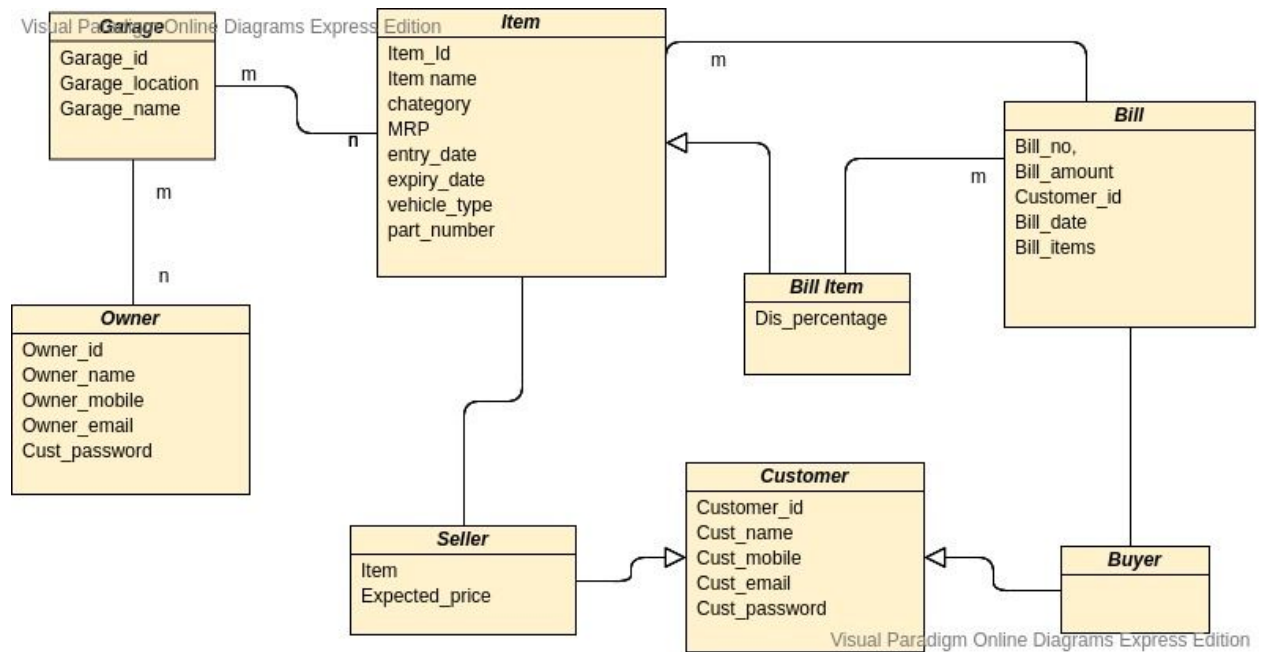 Visual Paradigm Online Diagrams Express Edition
Garage
Garage_id
Garage_location
Garage_name
m
n
m
n
Item
Item_Id
Item name
chategory
MRP
entry_date
expiry_date
vehicle_type
part_number
m
Bill
Bill_no,
Bill_amount
Customer_id
Bill_date
Bill_items
m
Bill Item
Dis_percentage
Owner
Owner_id
Owner_name
Owner_mobile
Owner_email
Cust_password
Seller
Item
Expected_price
Customer
Customer_id
Cust_name
Cust_mobile
Cust_email
Cust_password
Buyer
Visual Paradigm Online Diagrams Express Edition